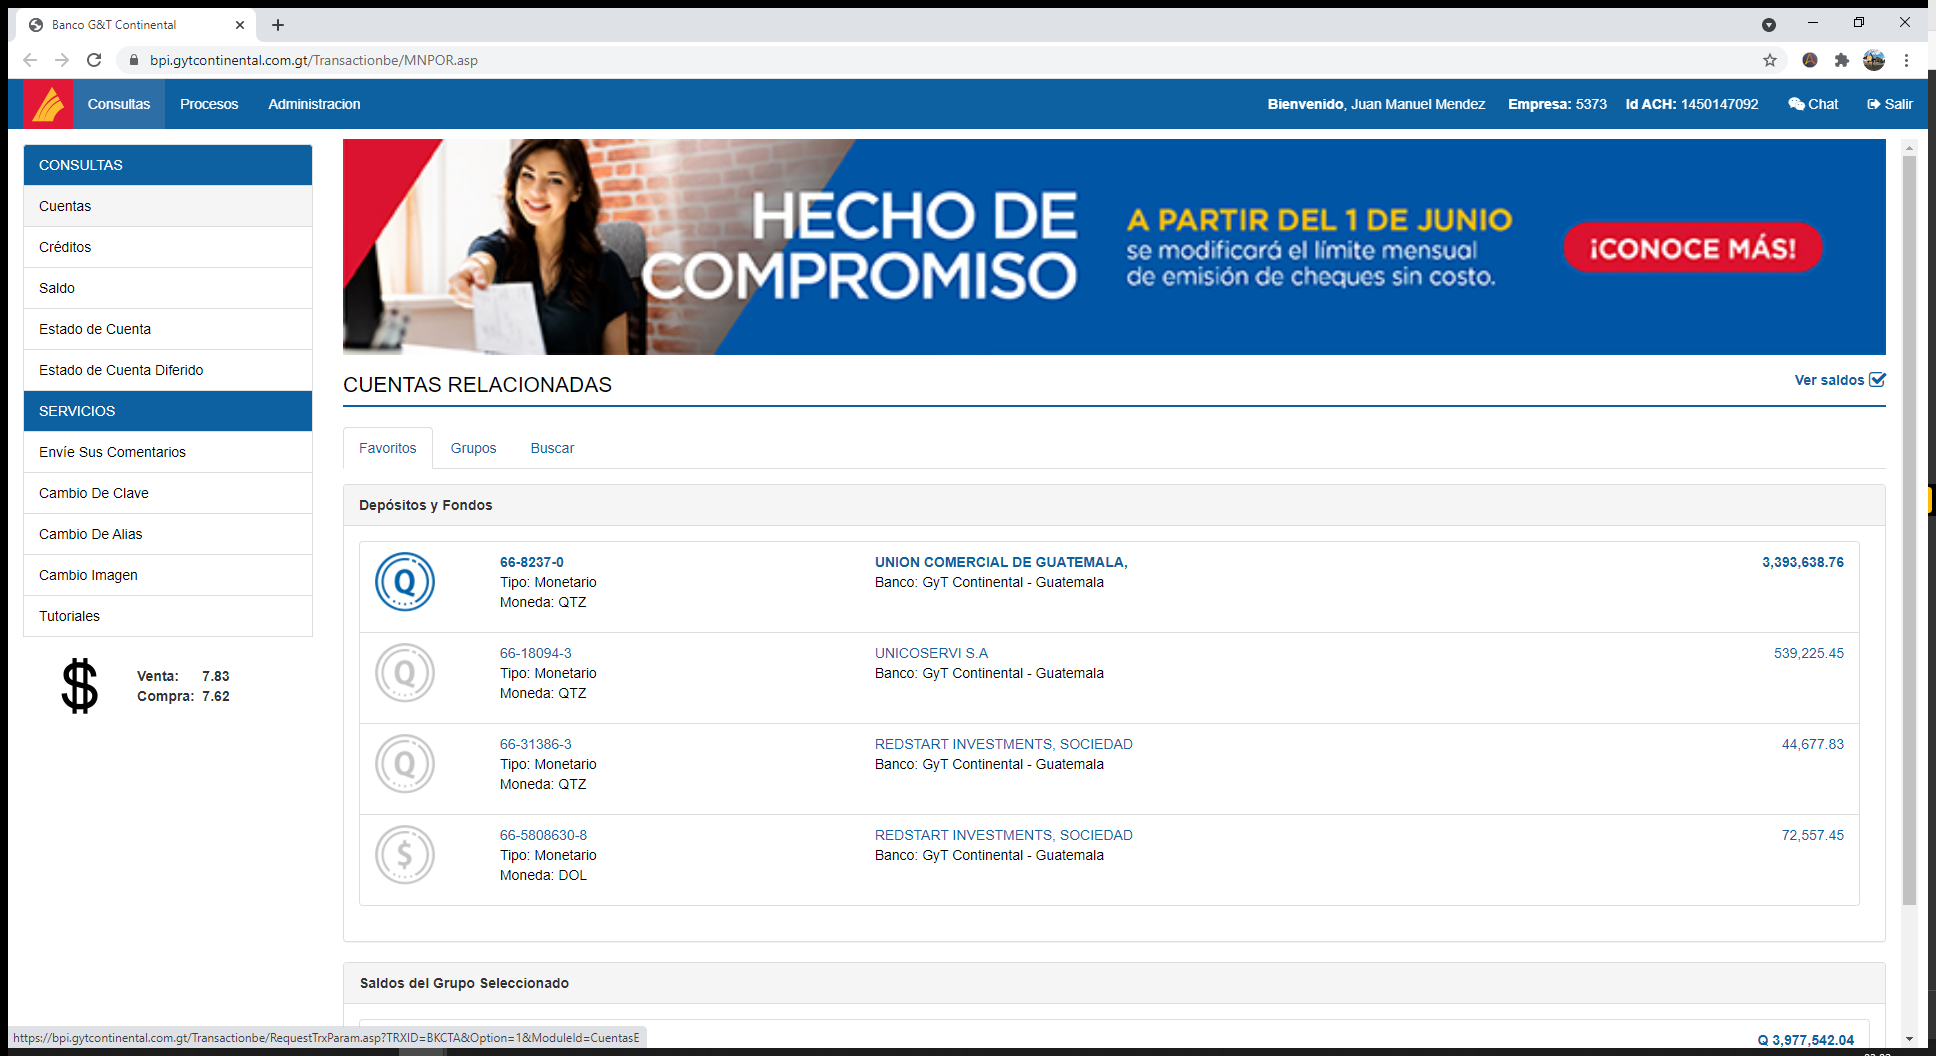 Banco G&T Continental
bpi.gytcontinental.com.gt/Transactionbe/MNPOR.asp
Consultas Procesos Administracion Bienvenido, Juan Manuel Mendez Empresa: 5373 Id ACH: 1450147092 Chat Salir
CONSULTAS
Cuentas
Créditos
Saldo
Estado de Cuenta
Estado de Cuenta Diferido
SERVICIOS
Envíe Sus Comentarios
Cambio De Clave
Cambio De Alias
Cambio Imagen
Tutoriales
$
Venta: 7.83
Compra: 7.62
HECHO DE
COMPROMISO
A PARTIR DEL 1 DE JUNIO
se modificará el límite mensual
de emisión de cheques sin costo.
¡CONOCE MÁS!
CUENTAS RELACIONADAS
Ver saldos
Favoritos Grupos Buscar
Depósitos y Fondos
Q
66-8237-0 UNION COMERCIAL DE GUATEMALA, 3,393,638.76
Tipo: Monetario Banco: GyT Continental - Guatemala
Moneda: QTZ
Q
66-18094-3 UNICOSERVI S.A 539,225.45
Tipo: Monetario Banco: GyT Continental - Guatemala
Moneda: QTZ
Q
66-31386-3 REDSTART INVESTMENTS, SOCIEDAD 44,677.83
Tipo: Monetario Banco: GyT Continental - Guatemala
Moneda: QTZ
$
66-5808630-8 REDSTART INVESTMENTS, SOCIEDAD 72,557.45
Tipo: Monetario Banco: GyT Continental - Guatemala
Moneda: DOL
Saldos del Grupo Seleccionado
Q 3,977,542.04
https://bpi.gytcontinental.com.gt/Transactionbe/RequestTrxParam.asp?TRXID=BKCTA&Option=1&ModuleId=CuentasE